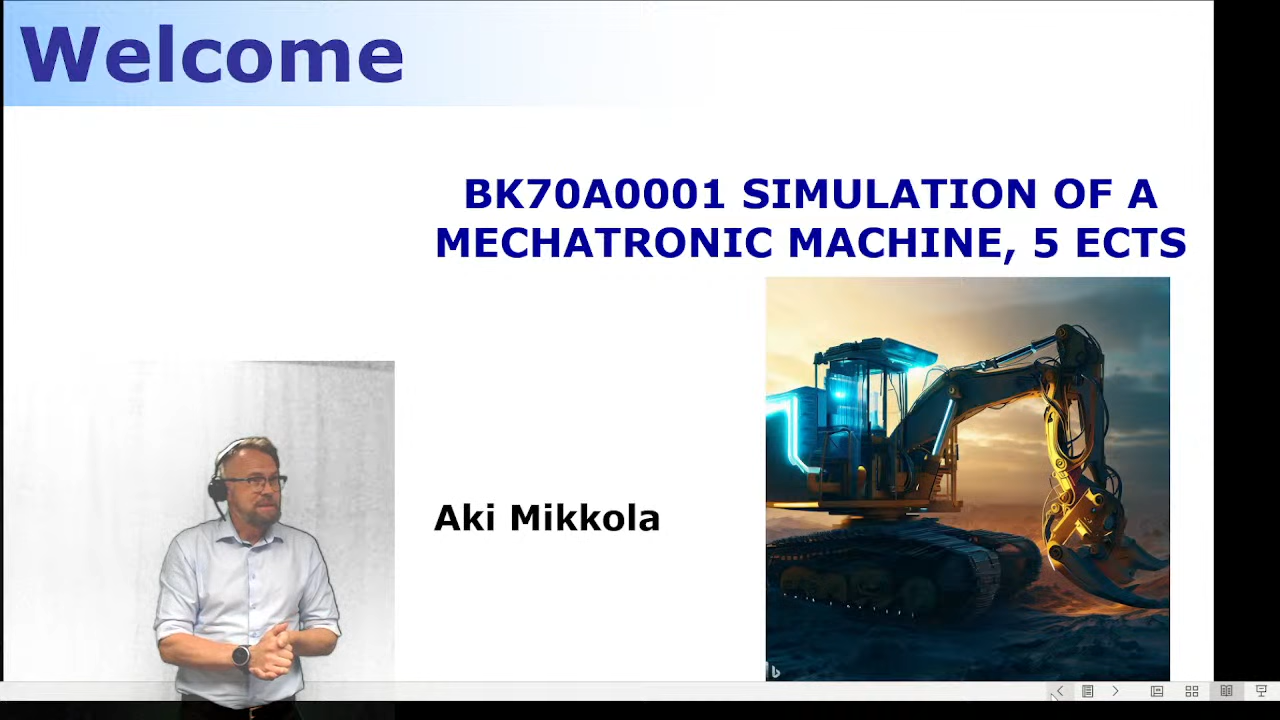 Welcome
BK70A0001 SIMULATION OF A
MECHATRONIC MACHINE, 5 ECTS
Aki Mikkola